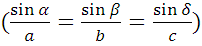 (sin α / a = sin β / b = sin δ / c)